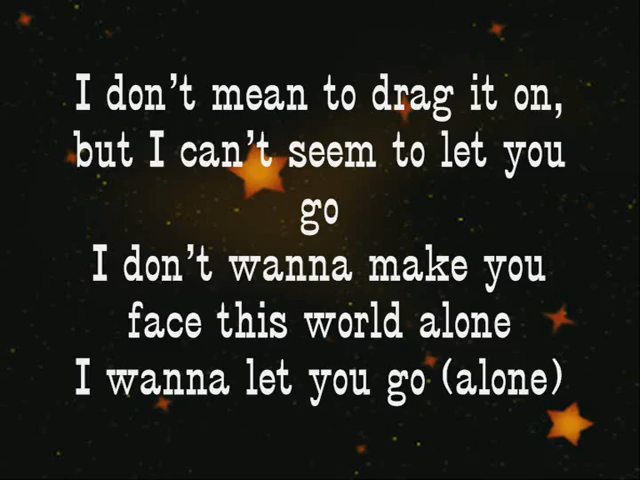 I don't mean to drag it on,
but I can't seem to let you
go
I don't wanna make you
face this world alone
I wanna let you go (alone)